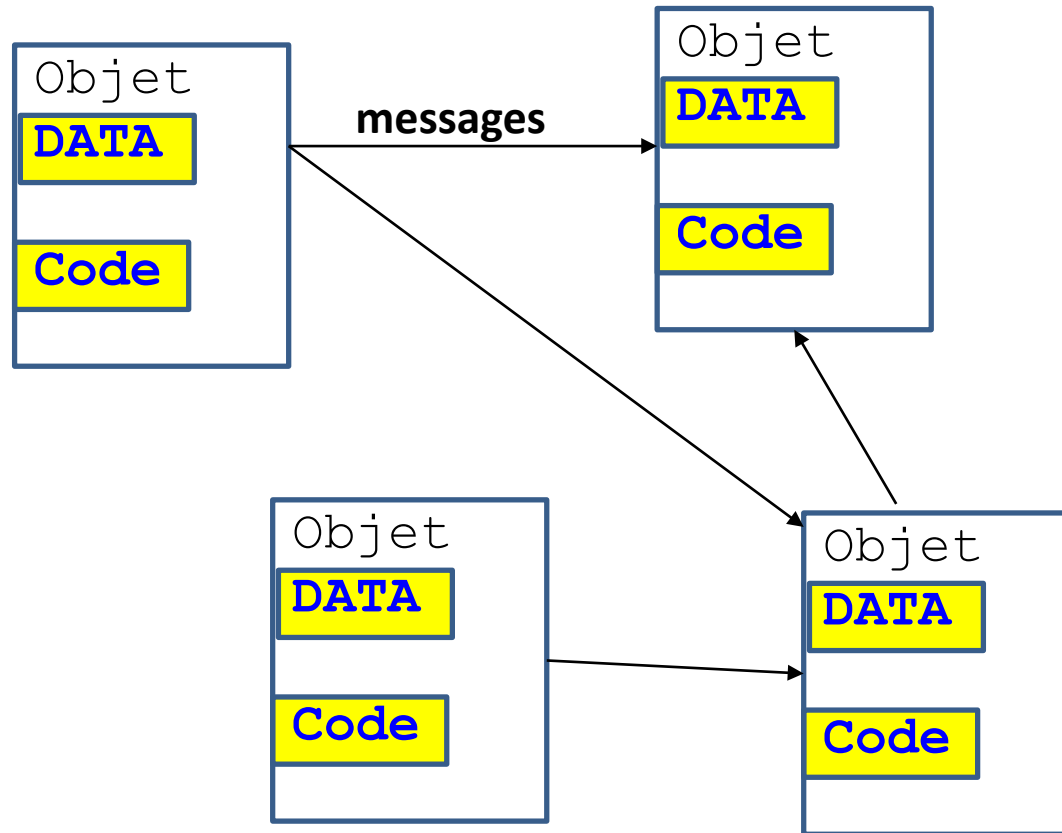 Objet
DATA
Code
messages
Objet
DATA
Code
Objet
DATA
Code
Objet
DATA
Code